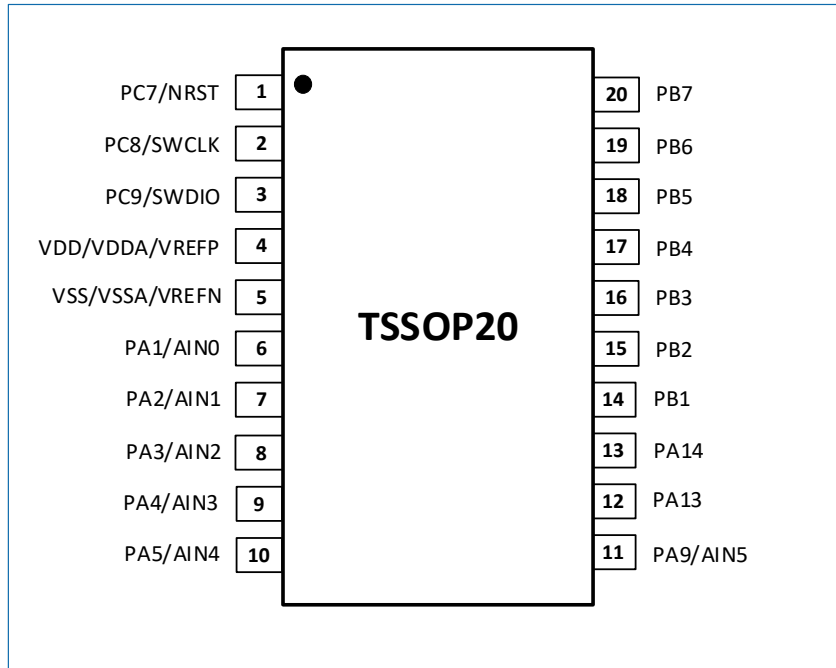 PC7/NRST 1 20 PB7
PC8/SWCLK 2 19 PB6
PC9/SWDIO 3 18 PB5
VDD/VDDA/VREFP 4 17 PB4
VSS/VSSA/VREFN 5 16 PB3
TSSOP20
PA1/AIN0 6 15 PB2
PA2/AIN1 7 14 PB1
PA3/AIN2 8 13 PA14
PA4/AIN3 9 12 PA13
PA5/AIN4 10 11 PA9/AIN5